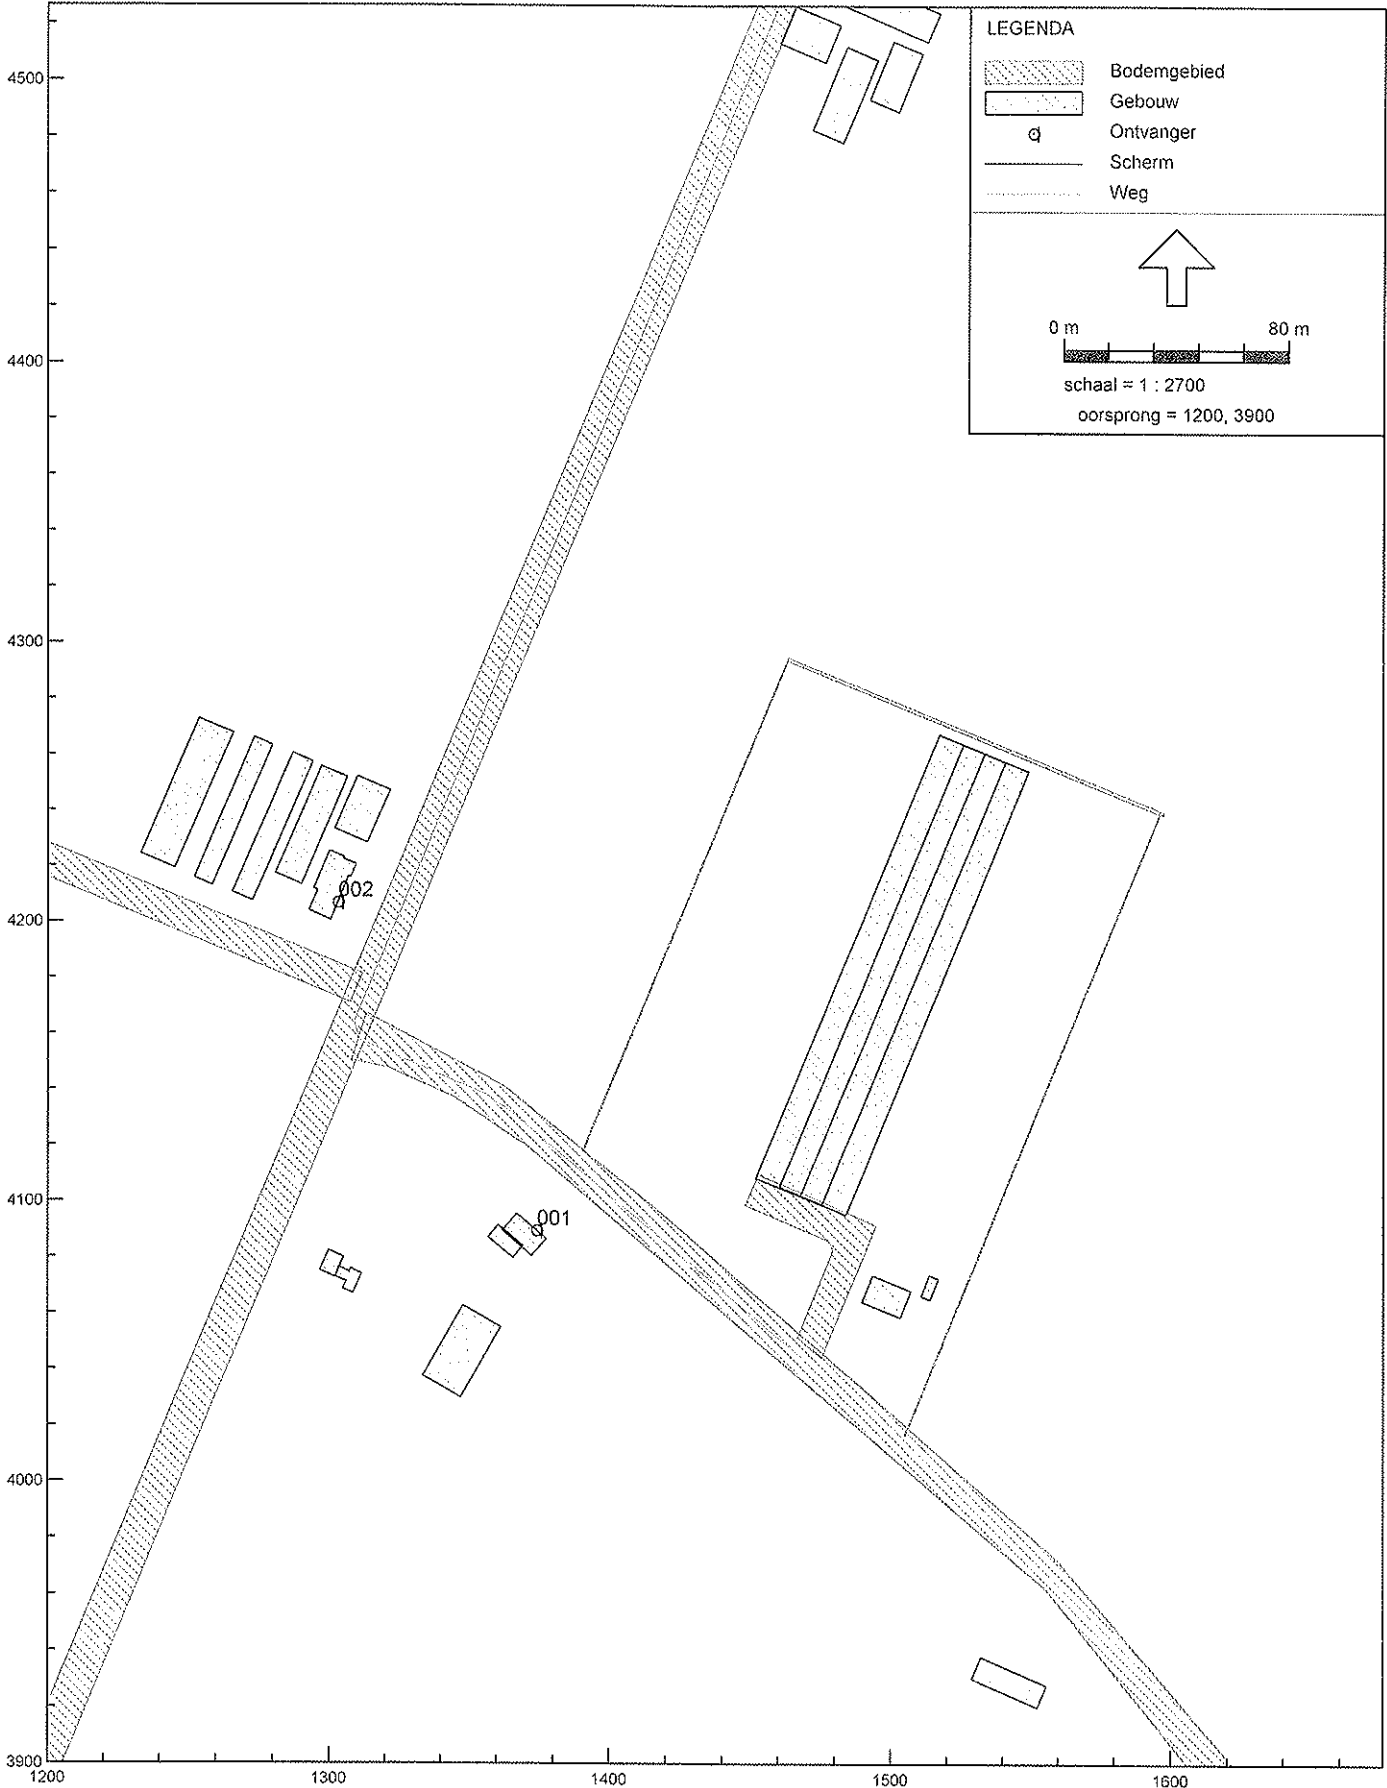 LEGENDA
Bodemgebied
Gebouw
Ontvanger
Scherm
Weg
0 m 80 m
schaal = 1 : 2700
oorsprong = 1200, 3900
4500
4400
4300
002
4200
4100
001
4000
3900
1200 1300 1400 1500 1600